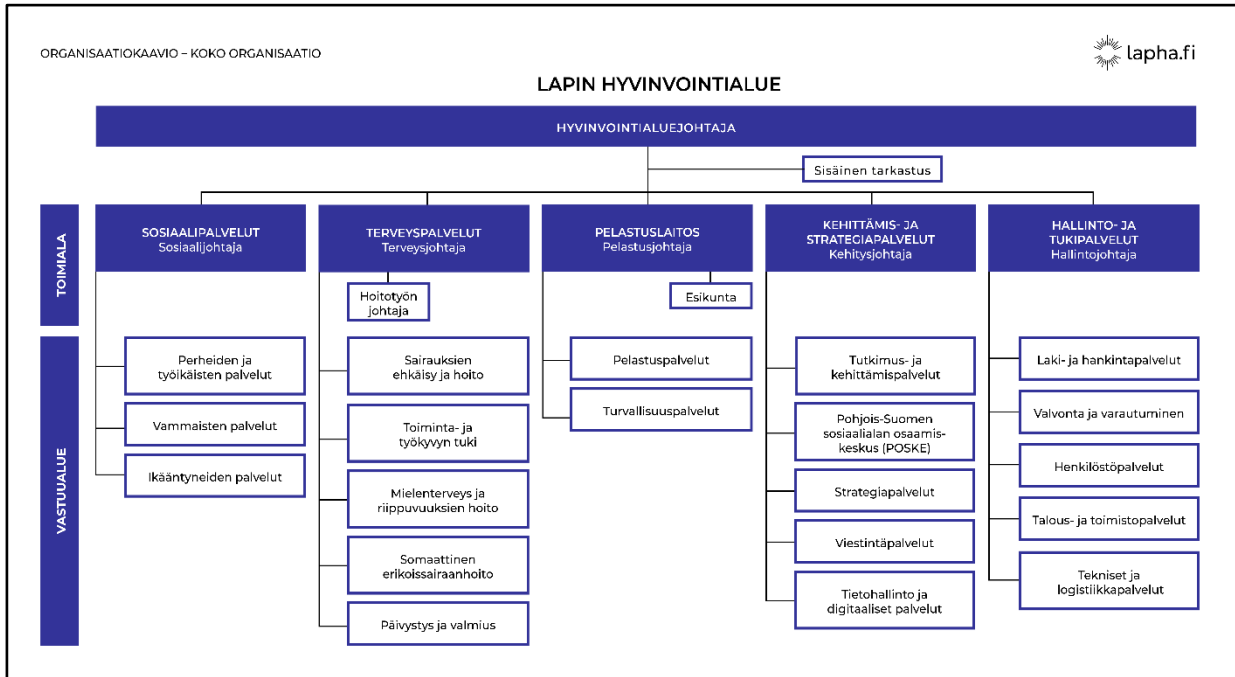 ORGANISAATIOKAAVIO – KOKO ORGANISAATIO
lapha.fi
LAPIN HYVINVOINTIALUE
HYVINVOINTIALUEJOHTAJA
Sisäinen tarkastus
TOIMIALA
SOSIAALIPALVELUT
Sosiaalijohtaja
TERVEYSPALVELUT
Terveysjohtaja
PELASTUSLAITOS
Pelastusjohtaja
KEHITTÄMIS- JA
STRATEGIAPALVELUT
Kehitysjohtaja
HALLINTO- JA
TUKIPALVELUT
Hallintojohtaja
Hoitotyön
johtaja
Esikunta
VASTUUALUE
Perheiden ja
työikäisten palvelut
Vammaisten palvelut
Ikääntyneiden palvelut
Sairauksien
ehkäisy ja hoito
Toiminta- ja
työkyvyn tuki
Mielenterveys ja
riippuvuuksien hoito
Somaattinen
erikoissairaanhoito
Päivystys ja valmius
Pelastuspalvelut
Turvallisuuspalvelut
Tutkimus- ja
kehittämispalvelut
Pohjois-Suomen
sosiaalialan osaamis-
keskus (POSKE)
Strategiapalvelut
Viestintäpalvelut
Tietohallinto ja
digitaaliset palvelut
Laki- ja hankintapalvelut
Valvonta ja varautuminen
Henkilöstöpalvelut
Talous- ja toimistopalvelut
Tekniset ja
logistiikkapalvelut